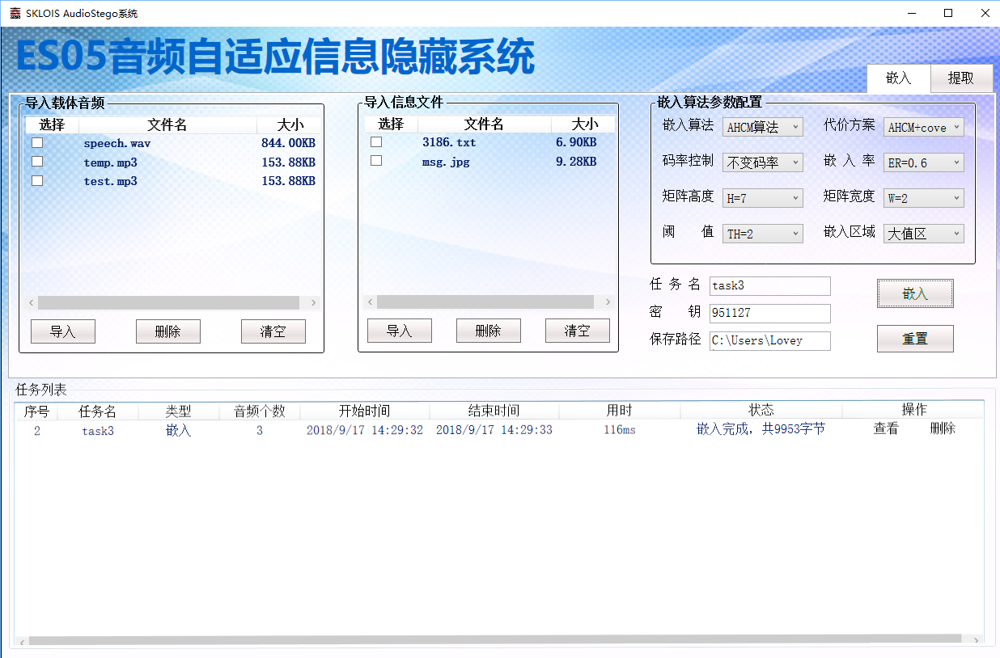 SKLOIS AudioStego系统
ES05音频自适应信息隐藏系统
嵌入 提取
导入载体音频
选择 文件名 大小
speech.wav 844.00KB
temp.mp3 153.88KB
test.mp3 153.88KB
导入 删除 清空
导入信息文件
选择 文件名 大小
3186.txt 6.90KB
msg.jpg 9.28KB
导入 删除 清空
嵌入算法参数配置
嵌入算法 AHCM算法 代价方案 AHCM+cove
码率控制 不变码率 嵌 入 率 ER=0.6
矩阵高度 H=7 矩阵宽度 W=2
阈 值 TH=2 嵌入区域 大值区
任 务 名 task3
密 钥 951127
保存路径 C:\Users\Lovey
嵌入
重置
任务列表
序号 任务名 类型 音频个数 开始时间 结束时间 用时 状态 操作
2 task3 嵌入 3 2018/9/17 14:29:32 2018/9/17 14:29:33 116ms 嵌入完成，共9953字节 查看 删除